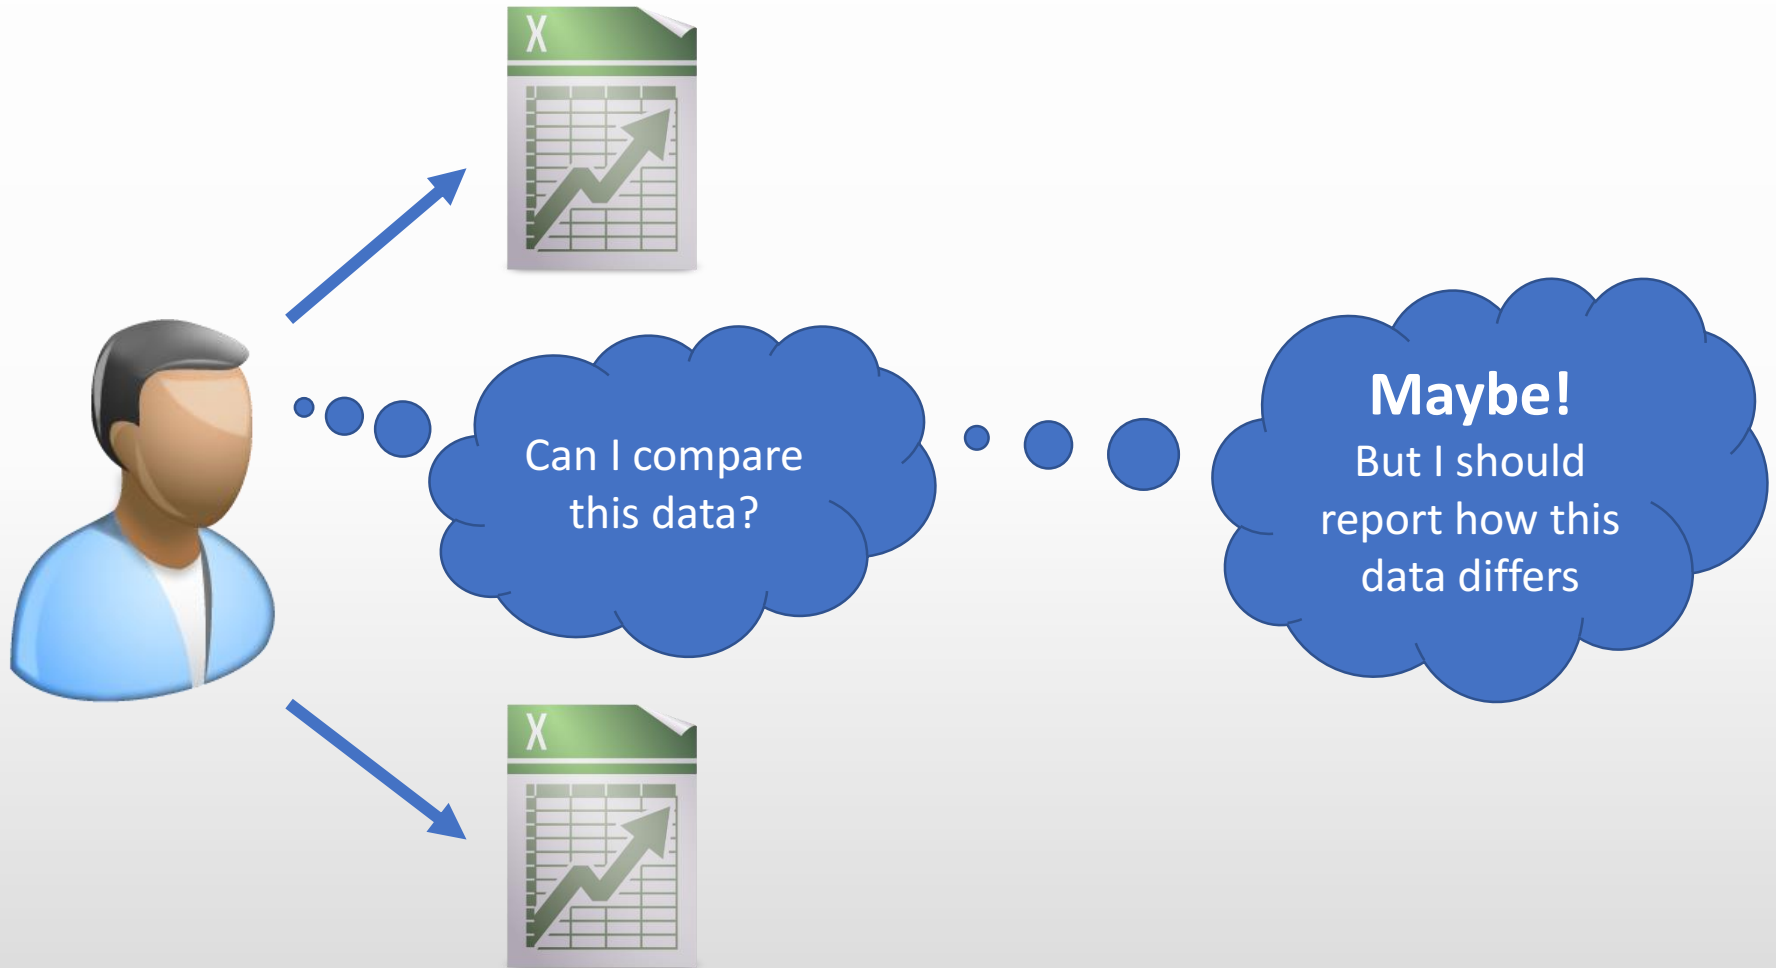 X
Can I compare
this data?
Maybe!
But I should
report how this
data differs
X